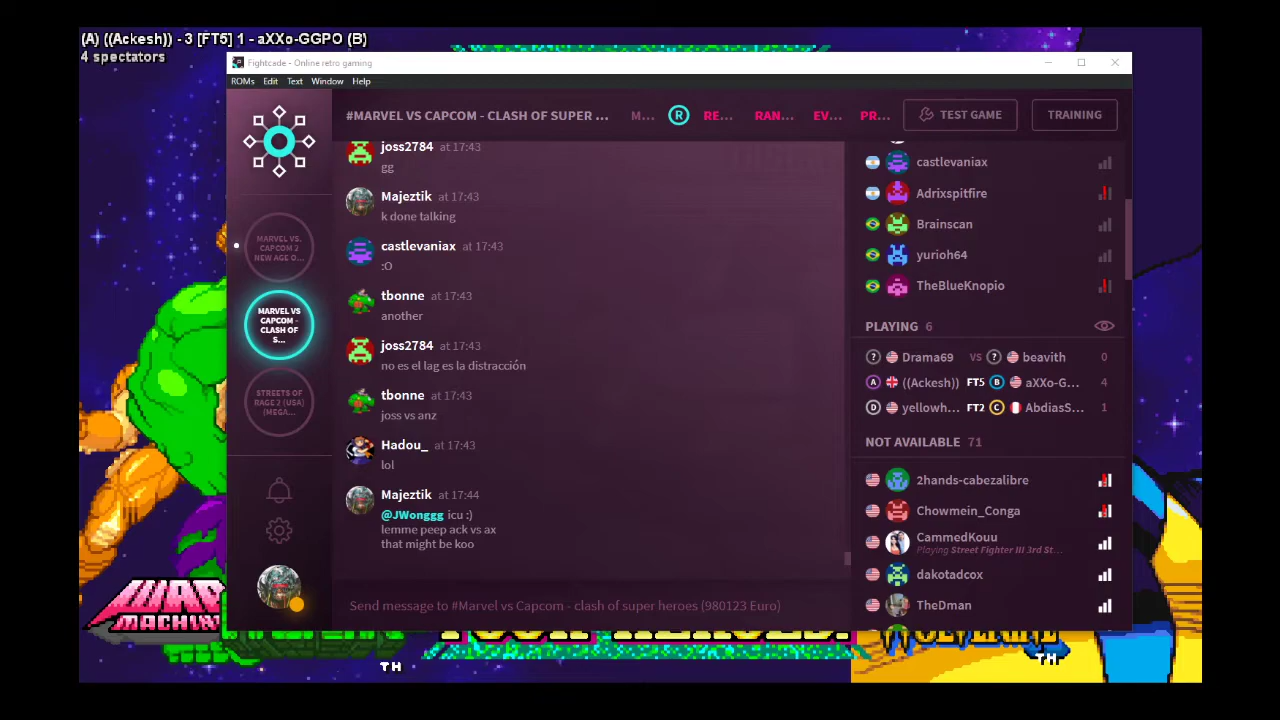 (A) ((Ackesh)) - 3 [FT5] 1 - aXXo-GGPO (B)
4 spectators
Fightcade - Online retro gaming
ROMs Edit Text Window Help
#MARVEL VS CAPCOM - CLASH OF SUPER ...
M... R RE... RAN... EV... PR...
TEST GAME
TRAINING
MARVEL VS.
CAPCOM 2
NEW AGE O...
MARVEL VS
CAPCOM -
CLASH OF
S...
STREETS OF
RAGE 2 (USA)
(MEGA...
joss2784 at 17:43
gg
Majeztik at 17:43
k done talking
castlevaniax at 17:43
:O
tbonne at 17:43
another
joss2784 at 17:43
no es el lag es la distracción
tbonne at 17:43
joss vs anz
Hadou_ at 17:43
lol
Majeztik at 17:44
@JWonggg icu :)
lemme peep ack vs ax
that might be koo
Send message to #Marvel vs Capcom - clash of super heroes (980123 Euro)
castlevaniax
Adrixspitfire
Brainscan
yurioh64
TheBlueKnopio
PLAYING 6
? Drama69 VS ? beavith 0
A ((Ackesh)) FT5 B aXXo-G... 4
D yellowh... FT2 C AbdiasS... 1
NOT AVAILABLE 71
2hands-cabezalibre
Chowmein_Conga
CammedKouu
Playing Street Fighter III 3rd St...
dakotadcox
TheDman
WAR
MACHIN
TH
TH